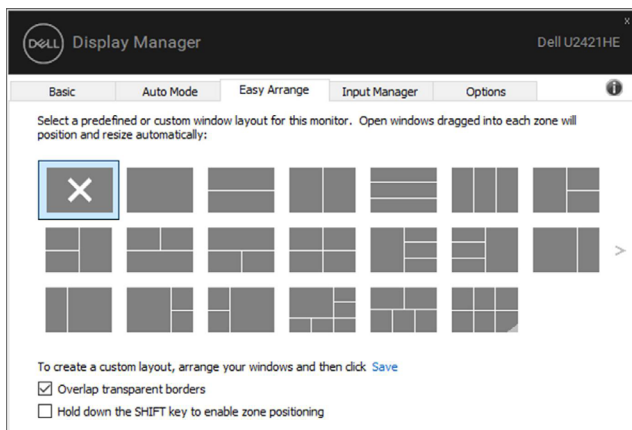 x
DELL Display Manager Dell U2421HE
Basic Auto Mode Easy Arrange Input Manager Options
Select a predefined or custom window layout for this monitor. Open windows dragged into each zone will
position and resize automatically:
To create a custom layout, arrange your windows and then click Save
Overlap transparent borders
Hold down the SHIFT key to enable zone positioning